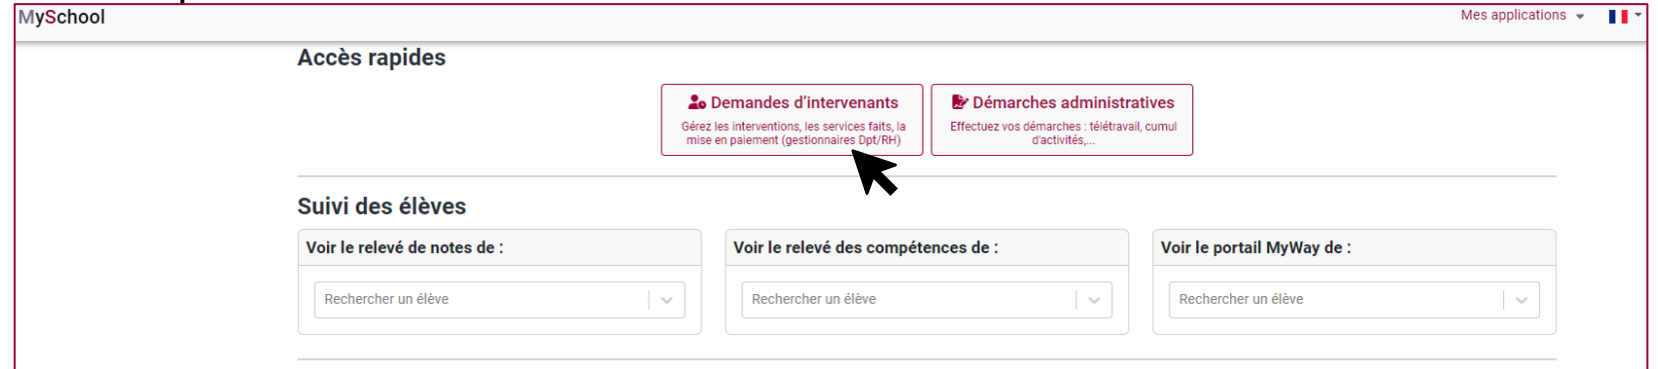 MySchool
Mes applications
Accès rapides
Demandes d'intervenants
Gérez les interventions, les services faits, la
mise en paiement (gestionnaires Dpt/RH)
Démarches administratives
Effectuez vos démarches : télétravail, cumul
d'activités,...
Suivi des élèves
Voir le relevé de notes de :
Rechercher un élève
Voir le relevé des compétences de :
Rechercher un élève
Voir le portail MyWay de :
Rechercher un élève